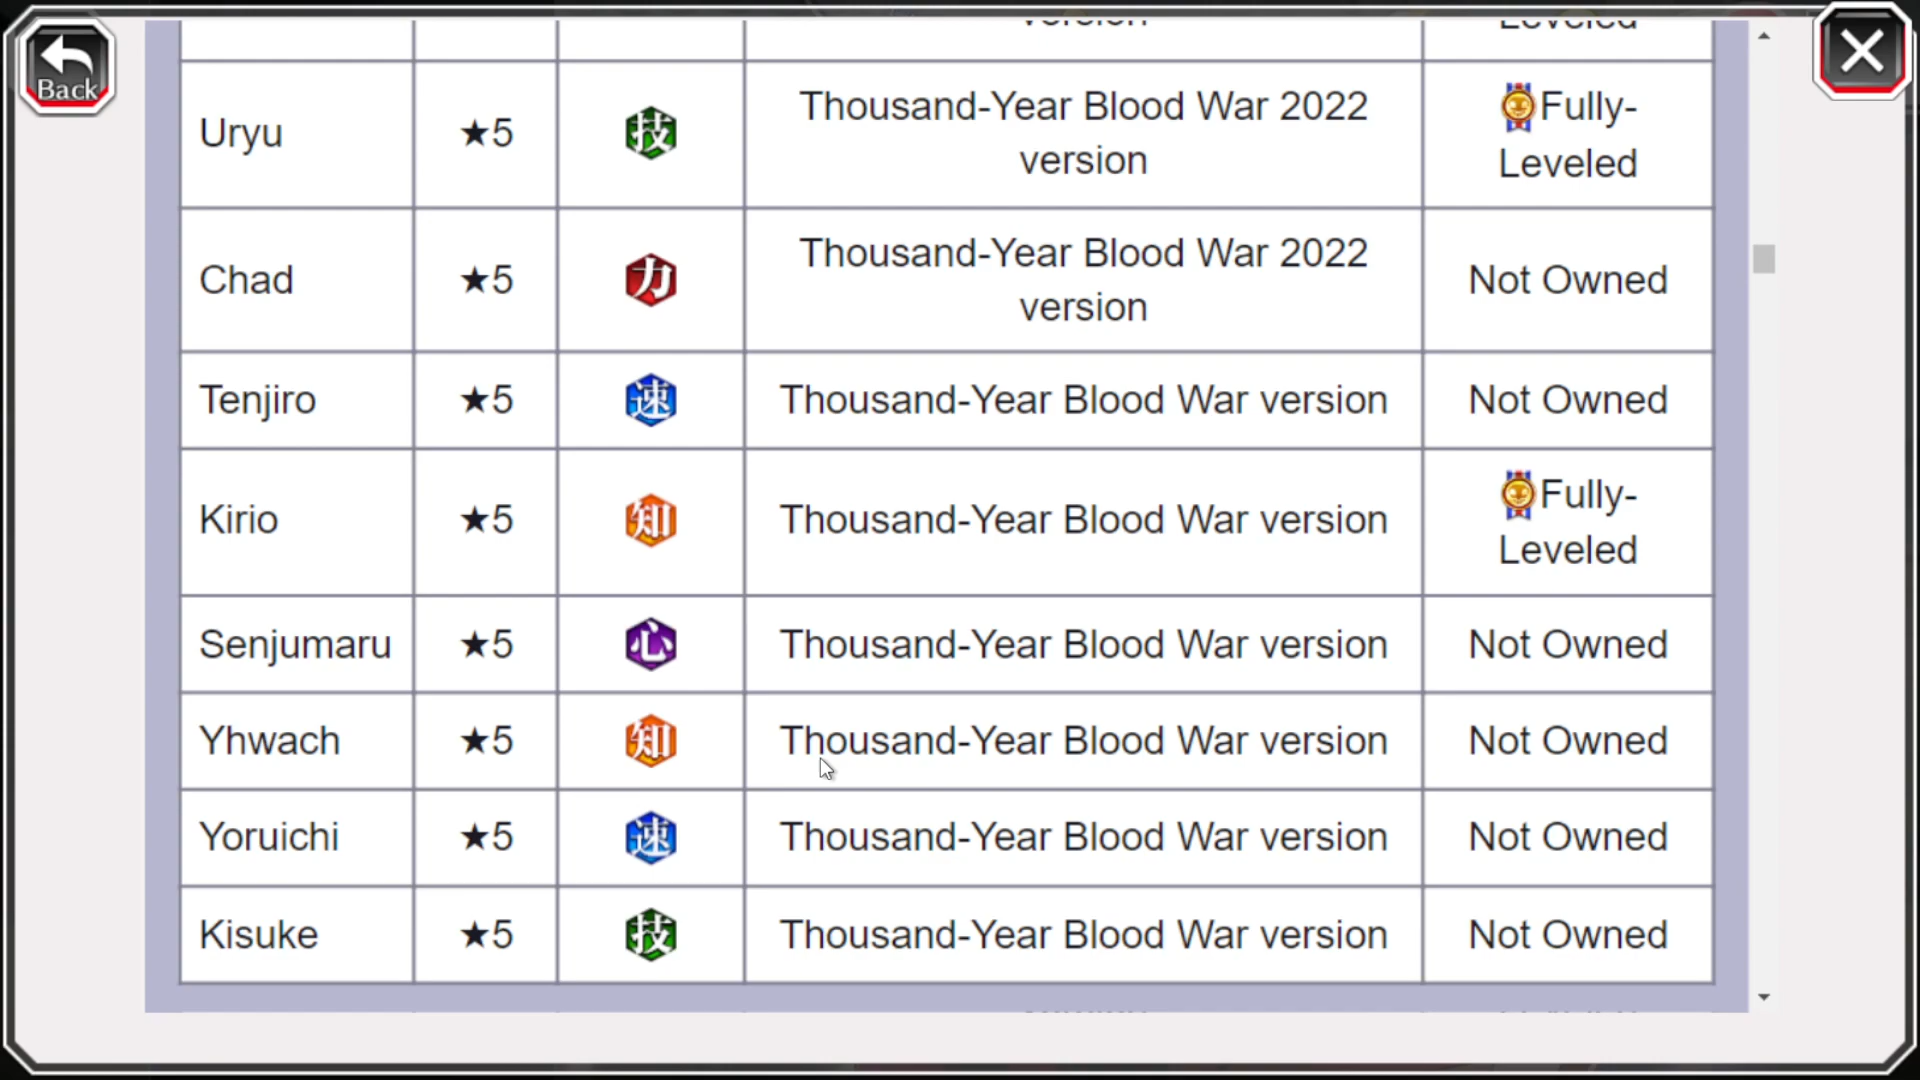 version
Leveled
Back
Uryu ★5 技 Thousand-Year Blood War 2022 version Fully-Leveled
Chad ★5 力 Thousand-Year Blood War 2022 version Not Owned
Tenjiro ★5 速 Thousand-Year Blood War version Not Owned
Kirio ★5 知 Thousand-Year Blood War version Fully-Leveled
Senjumaru ★5 心 Thousand-Year Blood War version Not Owned
Yhwach ★5 知 Thousand-Year Blood War version Not Owned
Yoruichi ★5 速 Thousand-Year Blood War version Not Owned
Kisuke ★5 技 Thousand-Year Blood War version Not Owned